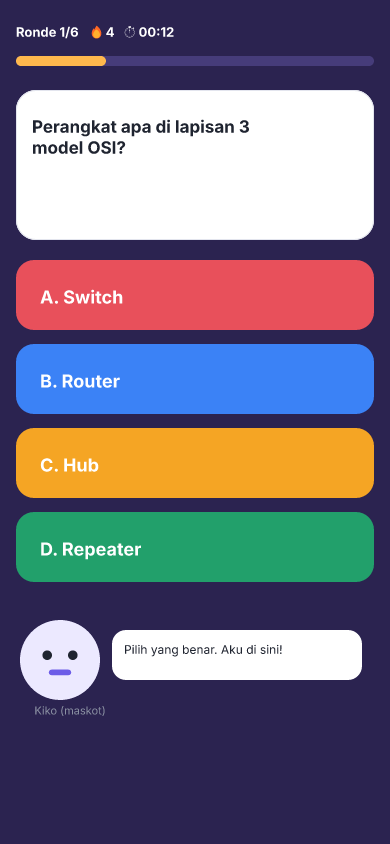 Ronde 1/6 🔥 4 ⏱ 00:12
Perangkat apa di lapisan 3
model OSI?
A. Switch
B. Router
C. Hub
D. Repeater
Pilih yang benar. Aku di sini!
Kiko (maskot)